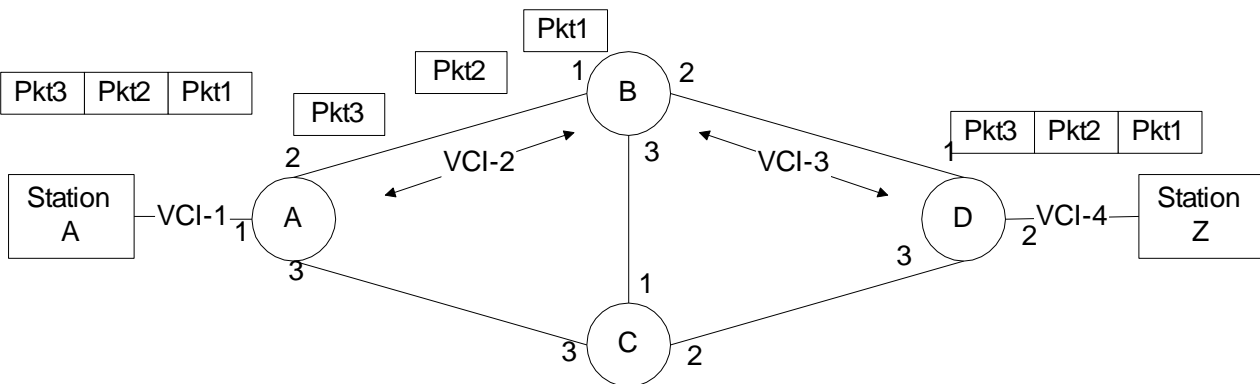 Pkt1
Pkt2
Pkt3
Pkt3 Pkt2 Pkt1
1
2
B
3
2
VCI-2
VCI-3
Pkt3 Pkt2 Pkt1
1
Station
A
VCI-1
1
A
3
D
2
VCI-4
3
Station
Z
1
C
3
2